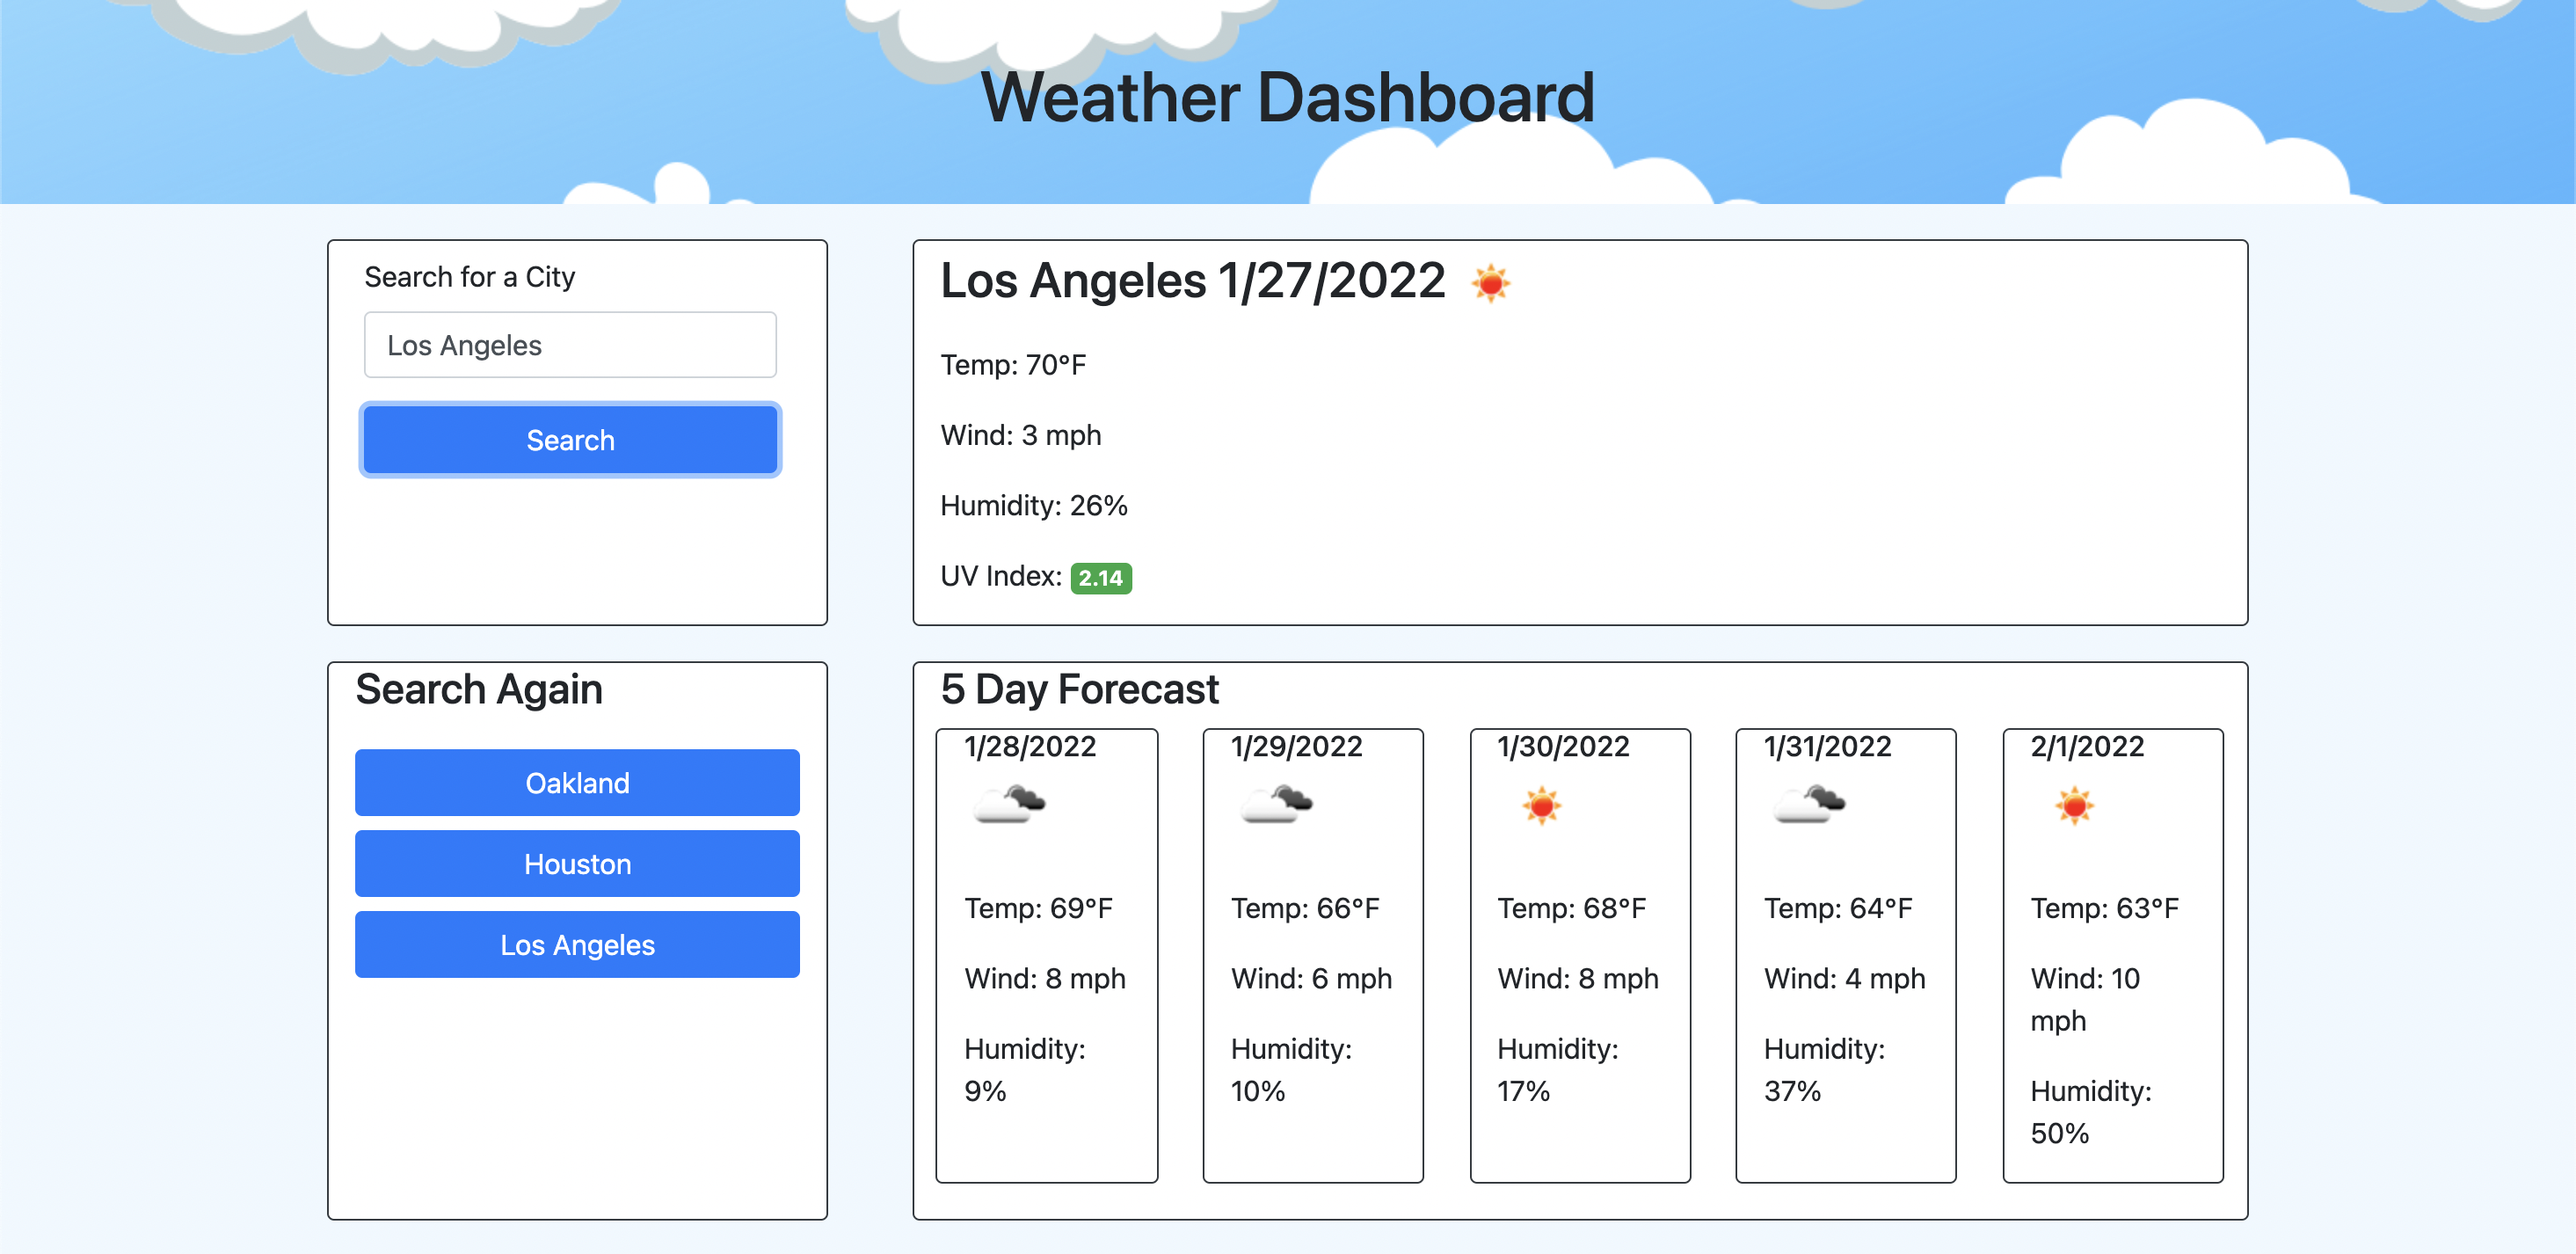 Weather Dashboard
Search for a City
Los Angeles
Search
Los Angeles 1/27/2022
Temp: 70°F
Wind: 3 mph
Humidity: 26%
UV Index: 2.14
Search Again
Oakland
Houston
Los Angeles
5 Day Forecast
1/28/2022
Temp: 69°F
Wind: 8 mph
Humidity:
9%
1/29/2022
Temp: 66°F
Wind: 6 mph
Humidity:
10%
1/30/2022
Temp: 68°F
Wind: 8 mph
Humidity:
17%
1/31/2022
Temp: 64°F
Wind: 4 mph
Humidity:
37%
2/1/2022
Temp: 63°F
Wind: 10
mph
Humidity:
50%